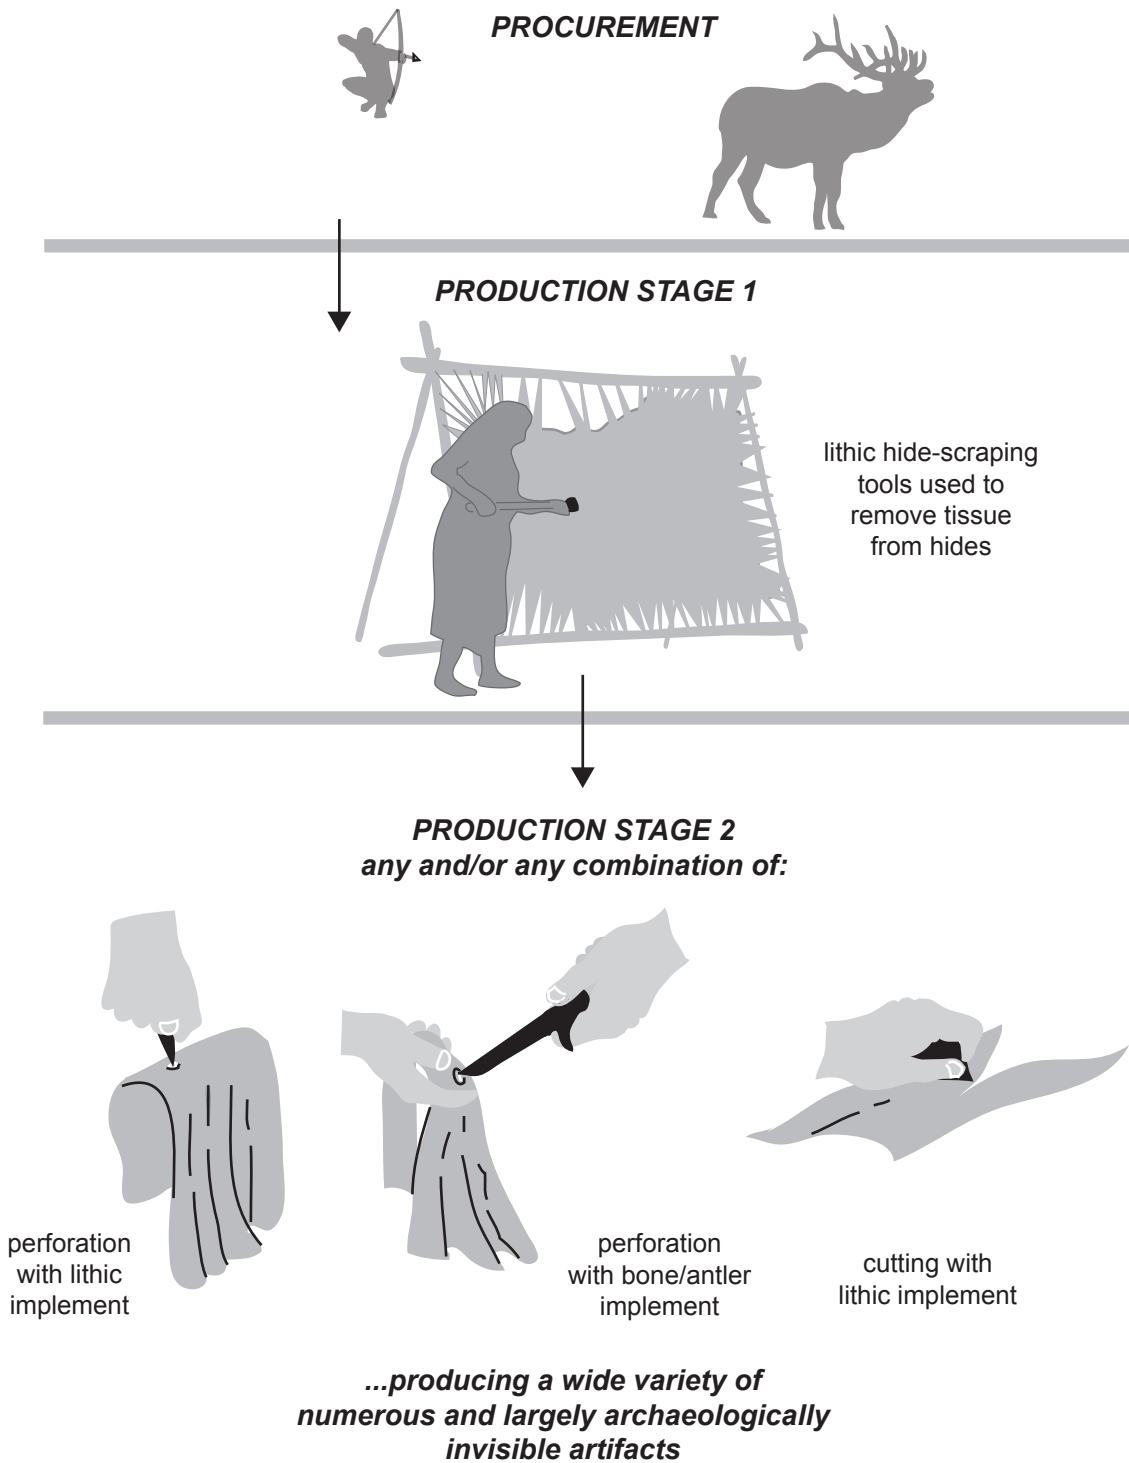 PROCUREMENT
PRODUCTION STAGE 1
lithic hide-scraping
tools used to
remove tissue
from hides
PRODUCTION STAGE 2
any and/or any combination of:
perforation
with lithic
implement
perforation
with bone/antler
implement
cutting with
lithic implement
...producing a wide variety of
numerous and largely archaeologically
invisible artifacts